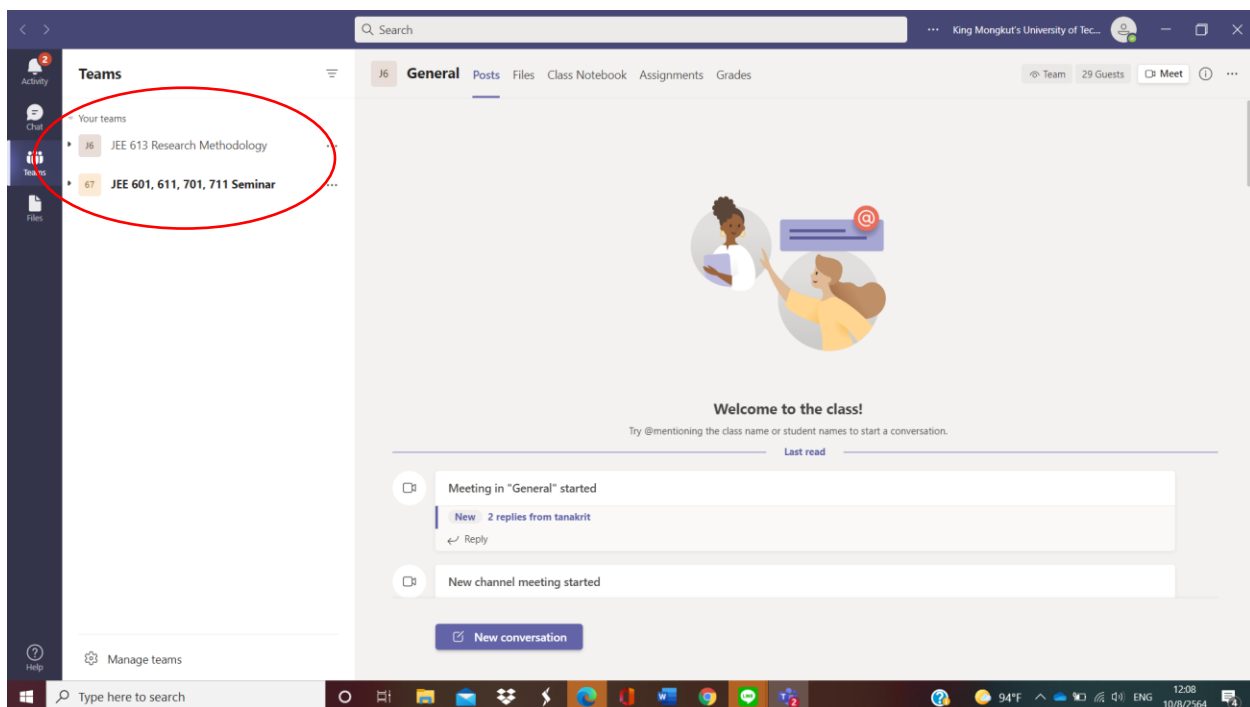 Search
King Mongkut's University of Tec...
2
Activity
Chat
Teams
Files
Help
Teams
Your teams
J6 JEE 613 Research Methodology
67 JEE 601, 611, 701, 711 Seminar
Manage teams
J6 General Posts Files Class Notebook Assignments Grades
Team 29 Guests Meet
@
Welcome to the class!
Try @mentioning the class name or student names to start a conversation.
Last read
Meeting in "General" started
New 2 replies from tanakrit
Reply
New channel meeting started
New conversation
Type here to search
94°F ENG 12:08
10/8/2564
4